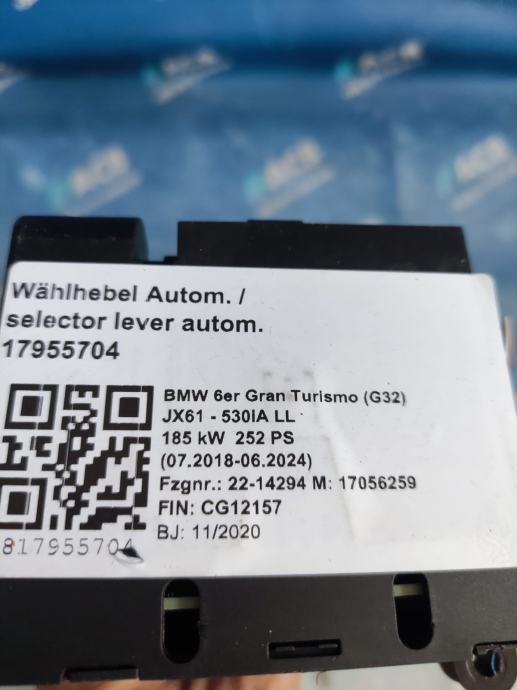 Wählhebel Autom. /
selector lever autom.
17955704
BMW 6er Gran Turismo (G32)
JX61 - 530iA LL
185 kW 252 PS
(07.2018-06.2024)
Fzgnr.: 22-14294 M: 17056259
FIN: CG12157
BJ: 11/2020
817955704